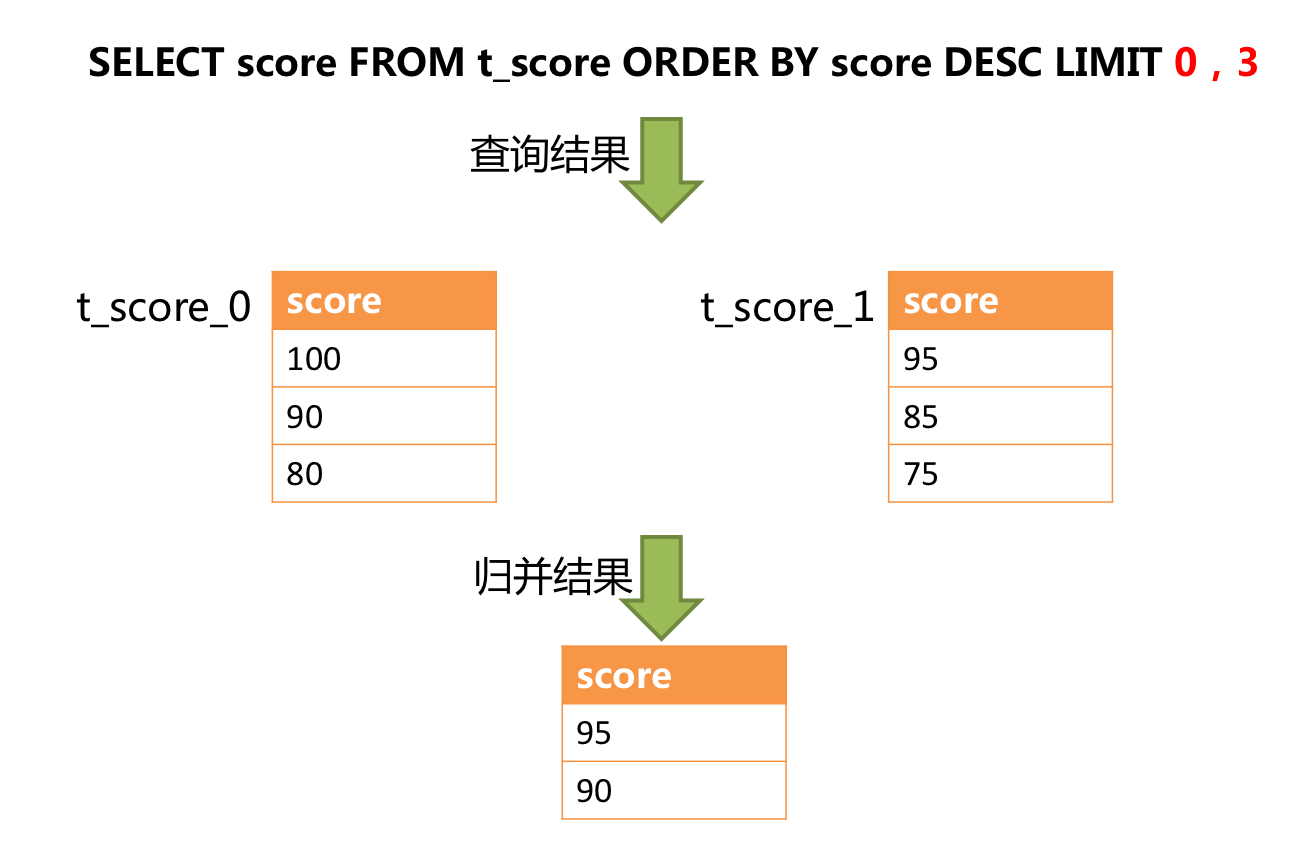 SELECT score FROM t_score ORDER BY score DESC LIMIT 0 , 3
查询结果
t_score_0
score
100
90
80
t_score_1
score
95
85
75
归并结果
score
95
90